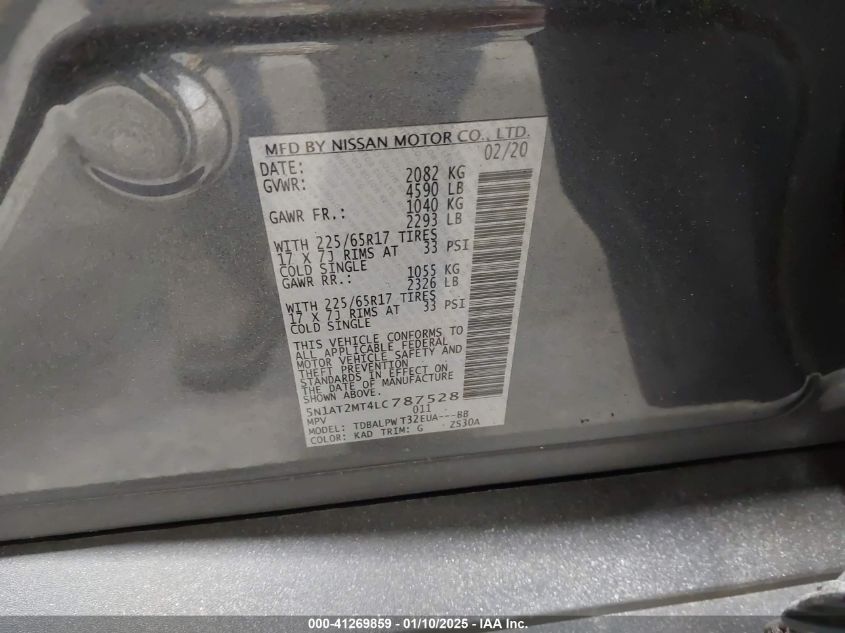 MFD BY NISSAN MOTOR CO., LTD.
DATE: 02/20
GVWR: 2082 KG
4590 LB
GAWR FR.: 1040 KG
2293 LB
WITH 225/65R17 TIRES
17 X 7J RIMS AT 33 PSI
COLD SINGLE
GAWR RR.: 1055 KG
2326 LB
WITH 225/65R17 TIRES
17 X 7J RIMS AT 33 PSI
COLD SINGLE
THIS VEHICLE CONFORMS TO
ALL APPLICABLE FEDERAL
MOTOR VEHICLE SAFETY AND
THEFT PREVENTION
STANDARDS IN EFFECT ON
THE DATE OF MANUFACTURE
SHOWN ABOVE.
5N1AT2MT4LC787528
MPV 011
MODEL: TDBALPW T32EUA---BB
COLOR: KAD TRIM: G ZS30A
000-41269859 - 01/10/2025 - IAA Inc.